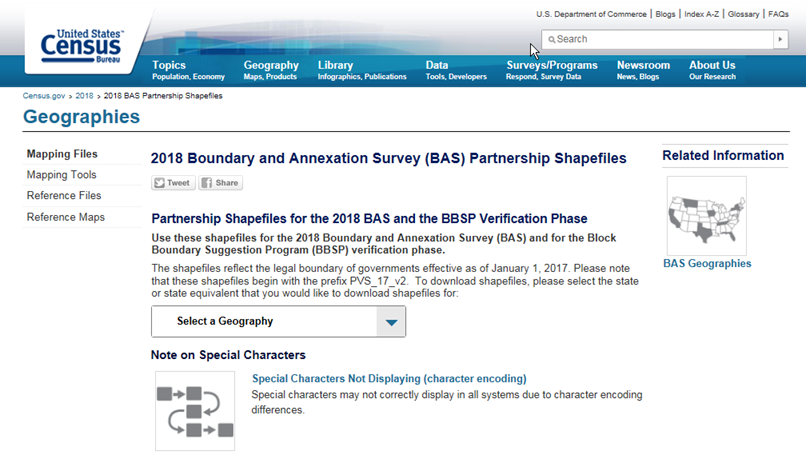 U.S. Department of Commerce | Blogs | Index A-Z | Glossary | FAQs
United States™
Census
Bureau
Search
Topics
Population, Economy
Geography
Maps, Products
Library
Infographics, Publications
Data
Tools, Developers
Surveys/Programs
Respond, Survey Data
Newsroom
News, Blogs
About Us
Our Research
Census.gov › 2018 › 2018 BAS Partnership Shapefiles
Geographies
Mapping Files
Mapping Tools
Reference Files
Reference Maps
2018 Boundary and Annexation Survey (BAS) Partnership Shapefiles
Tweet
Share
Partnership Shapefiles for the 2018 BAS and the BBSP Verification Phase
Use these shapefiles for the 2018 Boundary and Annexation Survey (BAS) and for the Block
Boundary Suggestion Program (BBSP) verification phase.
The shapefiles reflect the legal boundary of governments effective as of January 1, 2017. Please note
that these shapefiles begin with the prefix PVS_17_v2. To download shapefiles, please select the state
or state equivalent that you would like to download shapefiles for:
Select a Geography
Note on Special Characters
Special Characters Not Displaying (character encoding)
Special characters may not correctly display in all systems due to character encoding
differences.
Related Information
BAS Geographies